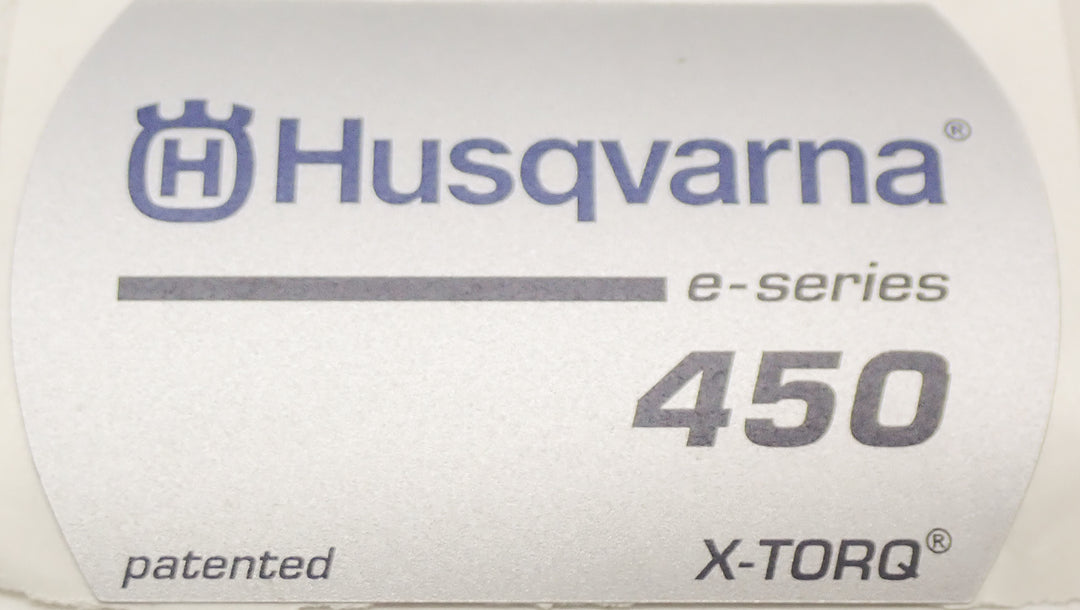 H Husqvarna®
e-series
450
patented X-TORQ®